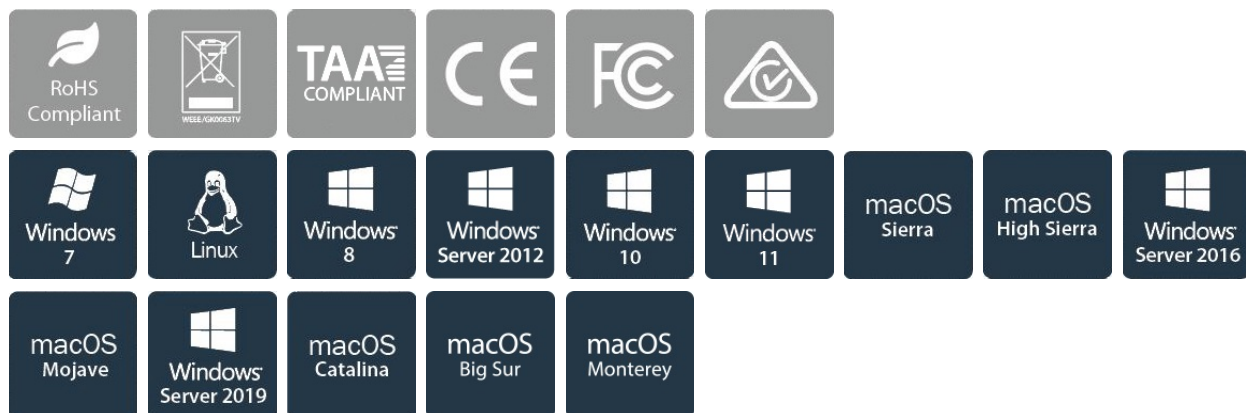 RoHS
Compliant
WEEE/GK0063TV
TAA
COMPLIANT
CE
FC
Windows
7
Linux
Windows
8
Windows
Server 2012
Windows
10
Windows
11
macOS
Sierra
macOS
High Sierra
Windows
Server 2016
macOS
Mojave
Windows
Server 2019
macOS
Catalina
macOS
Big Sur
macOS
Monterey